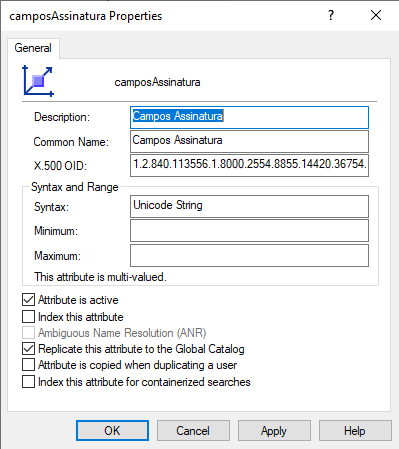 camposAssinatura Properties
?
General
camposAssinatura
Description: Campos Assinatura
Common Name: Campos Assinatura
X.500 OID: 1.2.840.113556.1.8000.2554.8855.14420.36754.
Syntax and Range
Syntax: Unicode String
Minimum:
Maximum:
This attribute is multi-valued.
Attribute is active
Index this attribute
Ambiguous Name Resolution (ANR)
Replicate this attribute to the Global Catalog
Attribute is copied when duplicating a user
Index this attribute for containerized searches
OK Cancel Apply Help